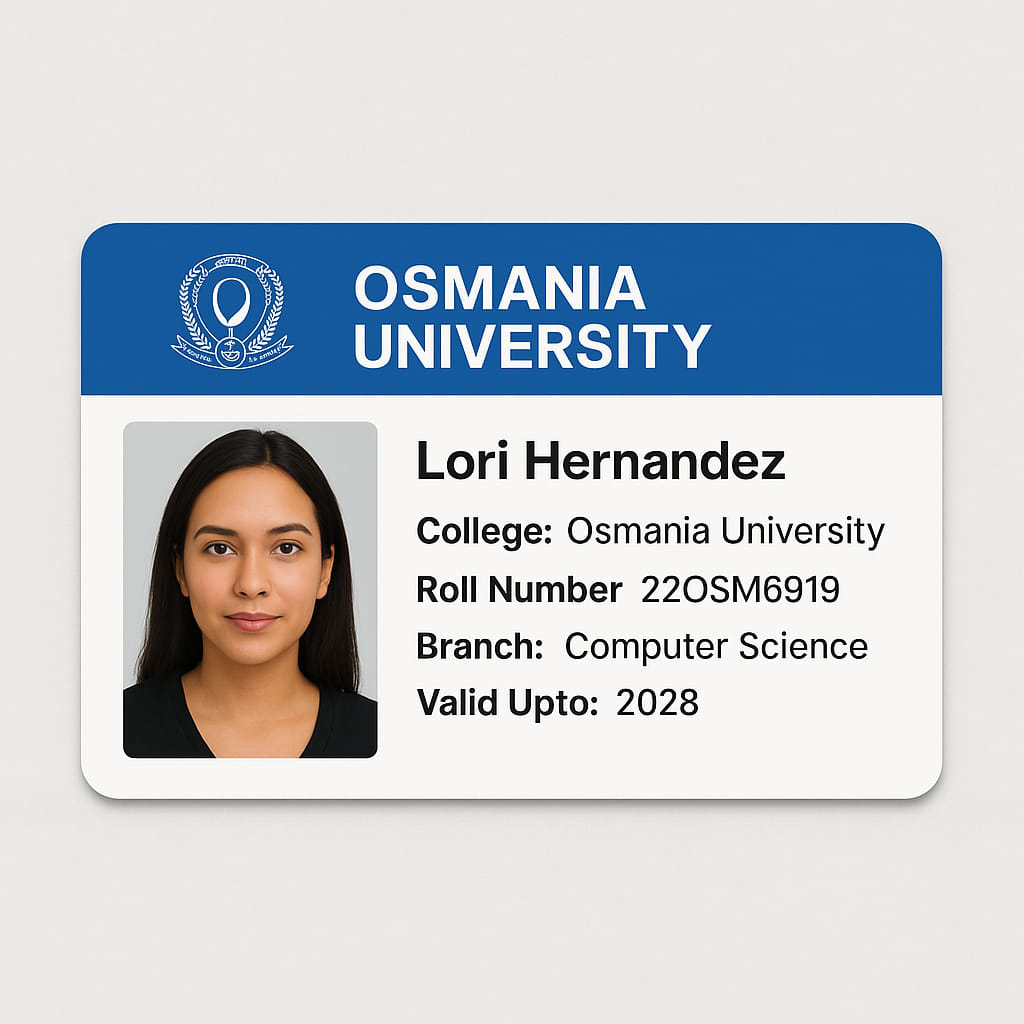 OSMANIA
UNIVERSITY
Lori Hernandez
College: Osmania University
Roll Number 22OSM6919
Branch: Computer Science
Valid Upto: 2028